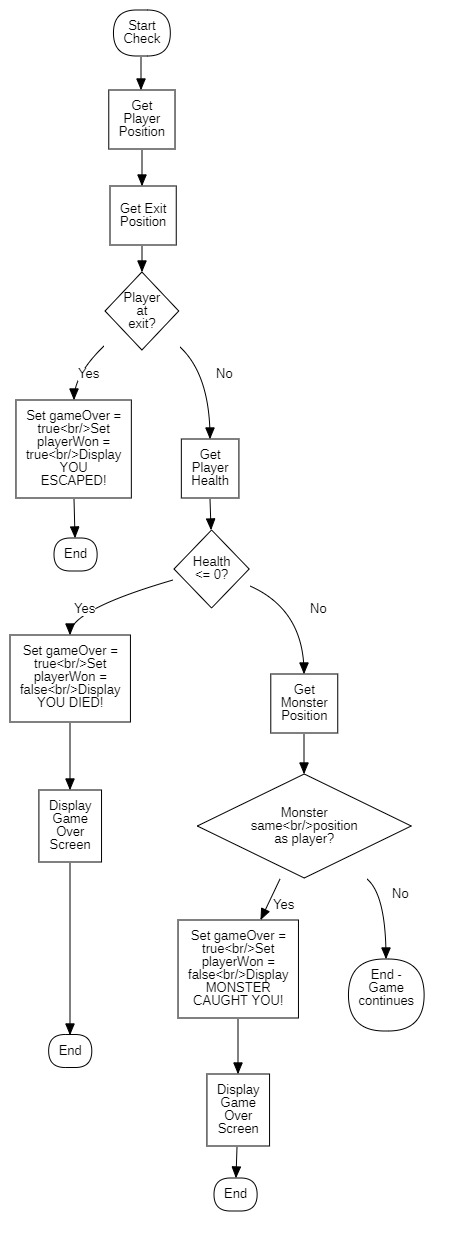 Start
Check
Get
Player
Position
Get Exit
Position
Player
at
exit?
Yes
No
Set gameOver =
true<br/>Set
playerWon =
true<br/>Display
YOU
ESCAPED!
Get
Player
Health
End
Health
<= 0?
Yes
No
Set gameOver =
true<br/>Set
playerWon =
false<br/>Display
YOU DIED!
Get
Monster
Position
Display
Game
Over
Screen
Monster
same<br/>position
as player?
Yes
No
Set gameOver =
true<br/>Set
playerWon =
false<br/>Display
MONSTER
CAUGHT YOU!
End -
Game
continues
End
Display
Game
Over
Screen
End